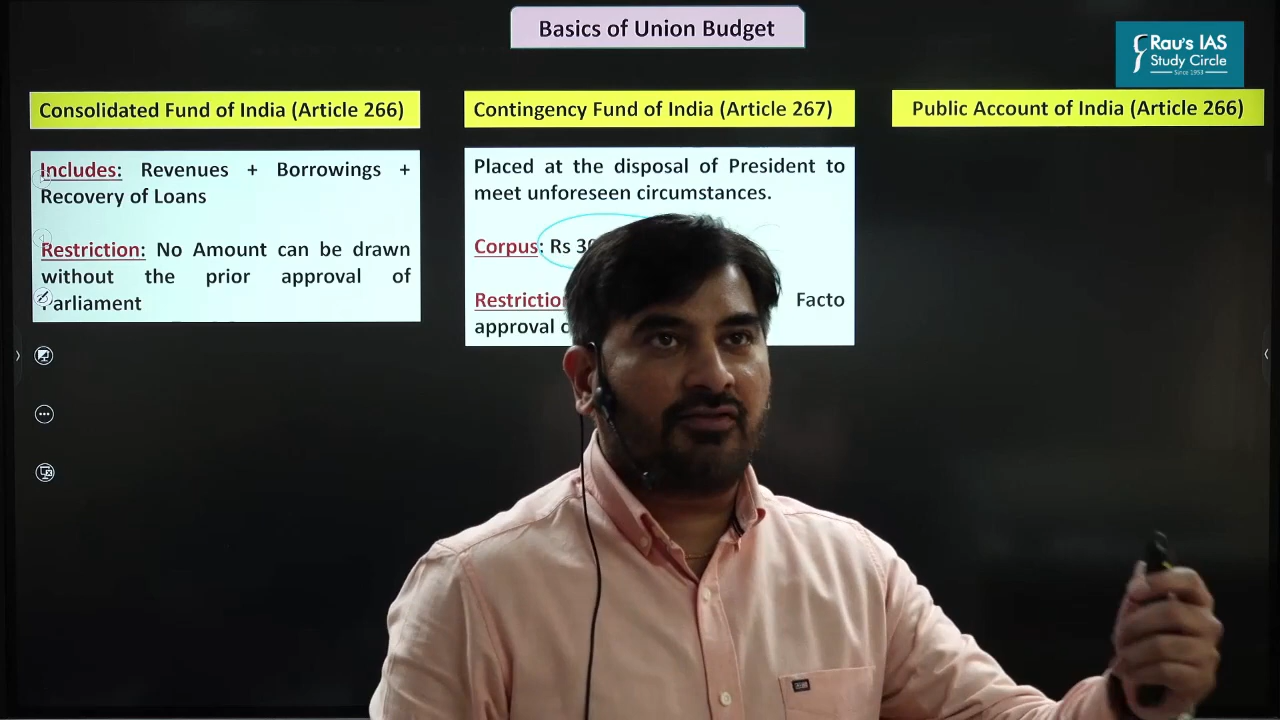 Basics of Union Budget
Rau's IAS
Study Circle
Since 1953
Consolidated Fund of India (Article 266)
Contingency Fund of India (Article 267)
Public Account of India (Article 266)
Includes: Revenues + Borrowings +
Recovery of Loans
Restriction: No Amount can be drawn
without the prior approval of
Parliament
Placed at the disposal of President to
meet unforeseen circumstances.
Corpus: Rs
Facto
approval